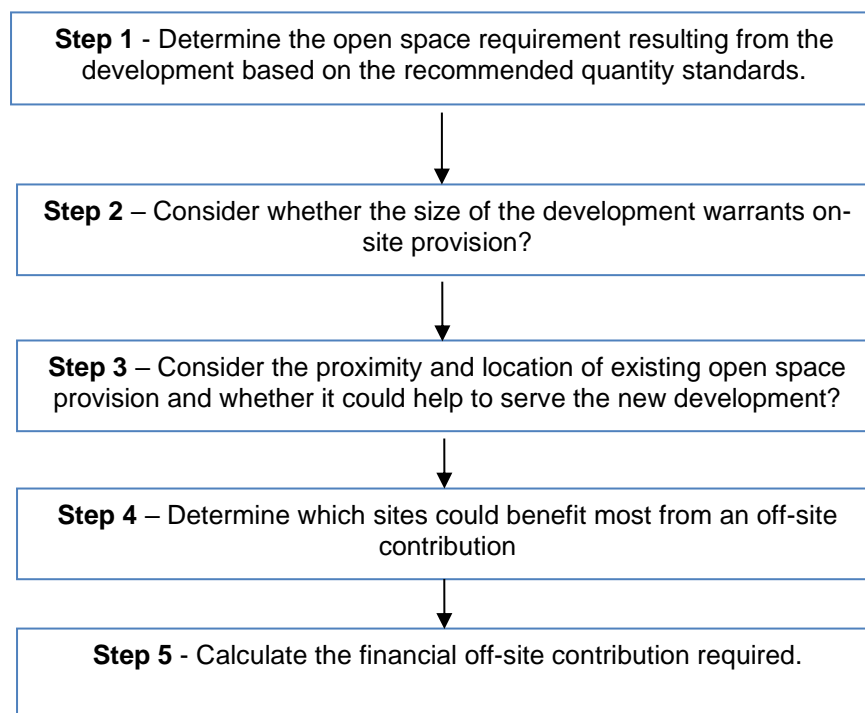 Step 1 - Determine the open space requirement resulting from the
development based on the recommended quantity standards.
Step 2 – Consider whether the size of the development warrants on-
site provision?
Step 3 – Consider the proximity and location of existing open space
provision and whether it could help to serve the new development?
Step 4 – Determine which sites could benefit most from an off-site
contribution
Step 5 - Calculate the financial off-site contribution required.